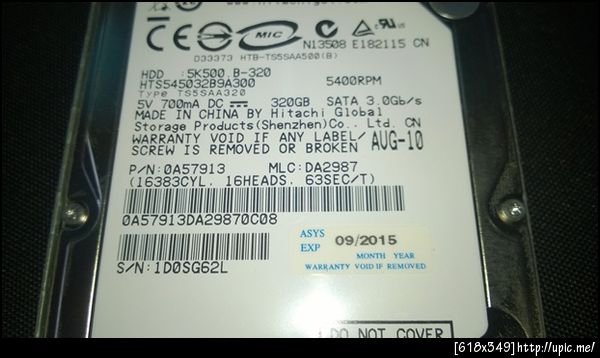 MIC
N13508 E182115 CN
D33373 HTB-TS5SAA500(B)
HDD :5K500.B-320
HTS545032B9A300 5400RPM
Type TS5SAA320
5V 700mA DC 320GB SATA 3.0Gb/s
MADE IN CHINA BY Hitachi Global
Storage Products(Shenzhen)Co., Ltd. CN
WARRANTY VOID IF ANY LABEL/
SCREW IS REMOVED OR BROKEN AUG-10
P/N:0A57913 MLC:DA2987
(16383CYL. 16HEADS. 63SEC/T)
0A57913DA29870C08
ASYS
EXP 09/2015
MONTH YEAR
WARRANTY VOID IF REMOVED
S/N:1D0SG62L
DO NOT COVER
[618x349]http://upic.me/